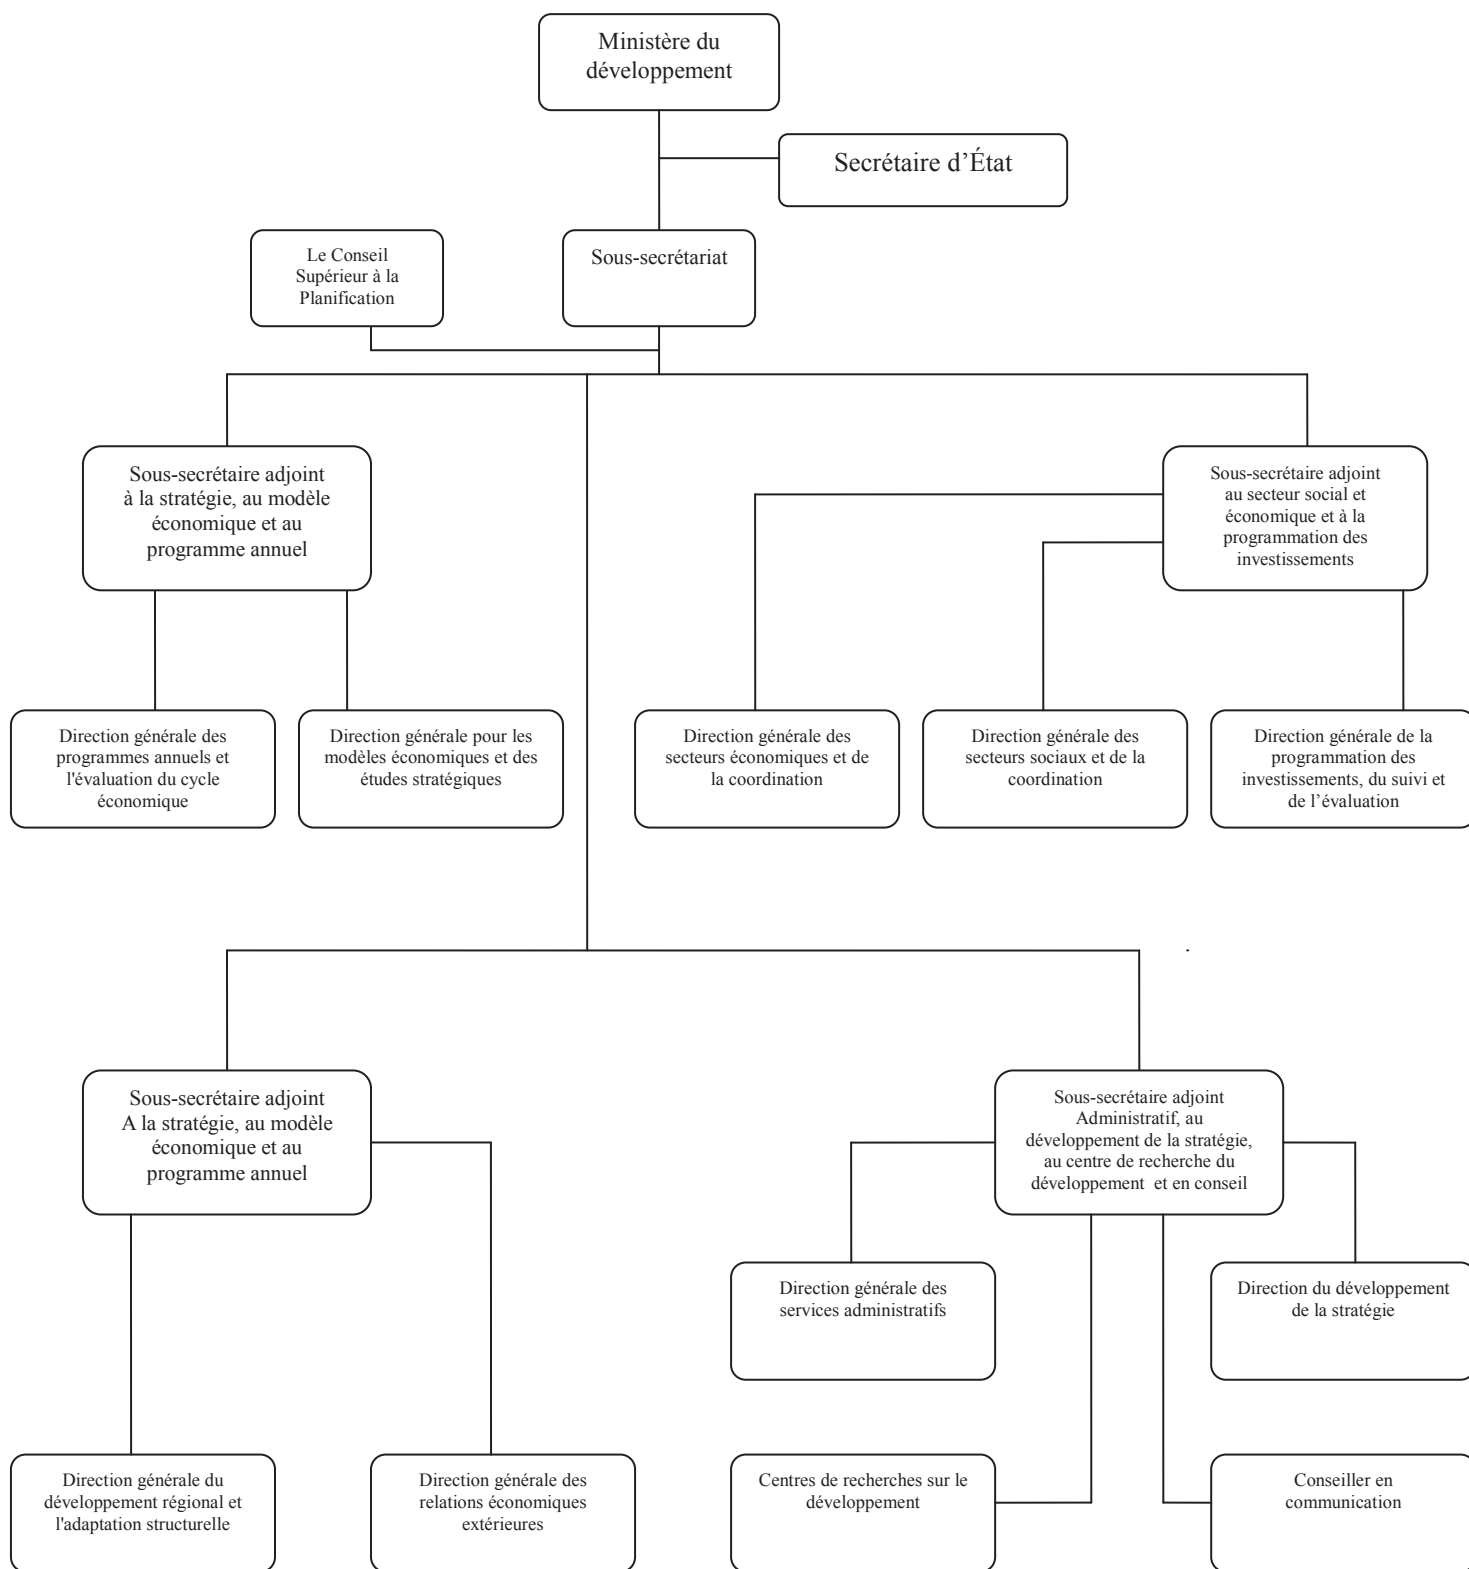 Ministère du
développement
Secrétaire d’État
Le Conseil
Supérieur à la
Planification
Sous-secrétariat
Sous-secrétaire adjoint
à la stratégie, au modèle
économique et au
programme annuel
Sous-secrétaire adjoint
au secteur social et
économique et à la
programmation des
investissements
Direction générale des
programmes annuels et
l'évaluation du cycle
économique
Direction générale pour les
modèles économiques et des
études stratégiques
Direction générale des
secteurs économiques et de
la coordination
Direction générale des
secteurs sociaux et de la
coordination
Direction générale de la
programmation des
investissements, du suivi et
de l’évaluation
Sous-secrétaire adjoint
A la stratégie, au modèle
économique et au
programme annuel
Sous-secrétaire adjoint
Administratif, au
développement de la stratégie,
au centre de recherche du
développement et en conseil
Direction générale des
services administratifs
Direction du développement
de la stratégie
Direction générale du
développement régional et
l'adaptation structurelle
Direction générale des
relations économiques
extérieures
Centres de recherches sur le
développement
Conseiller en
communication